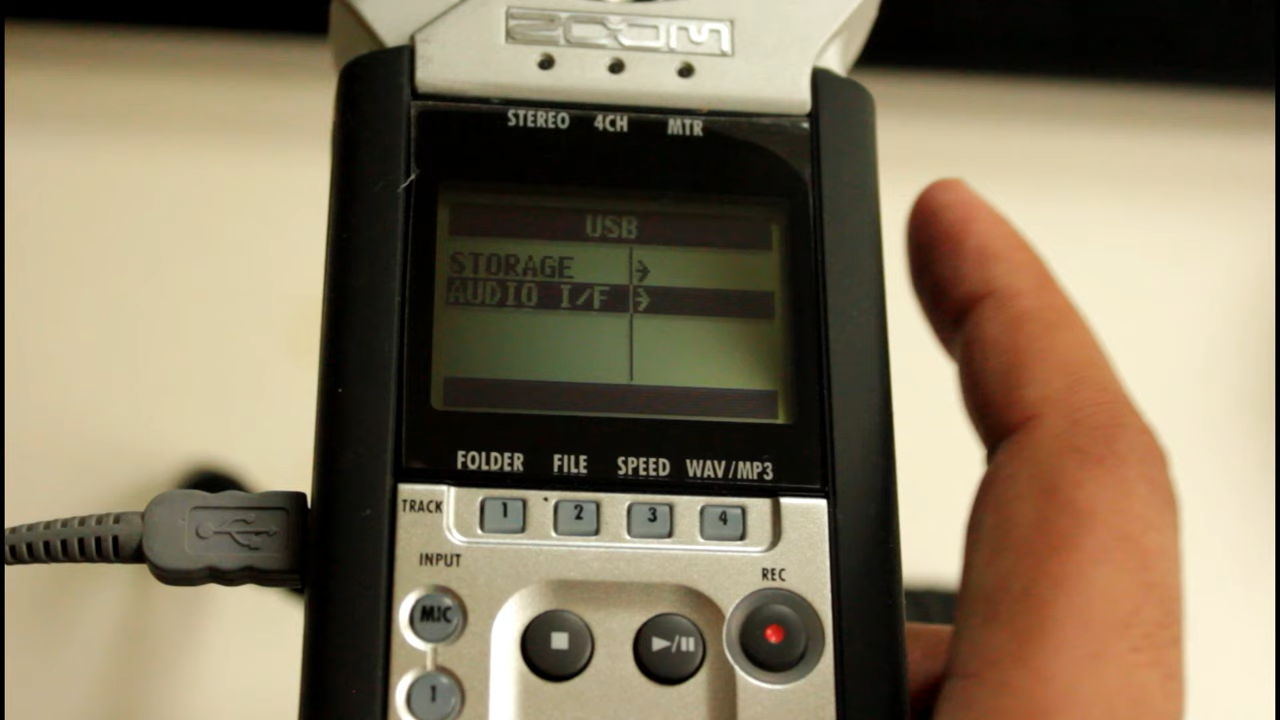 ZOOM
STEREO 4CH MTR
USB
STORAGE
AUDIO I/F
FOLDER FILE SPEED WAV/MP3
TRACK 1 2 3 4
INPUT
REC
MIC
1